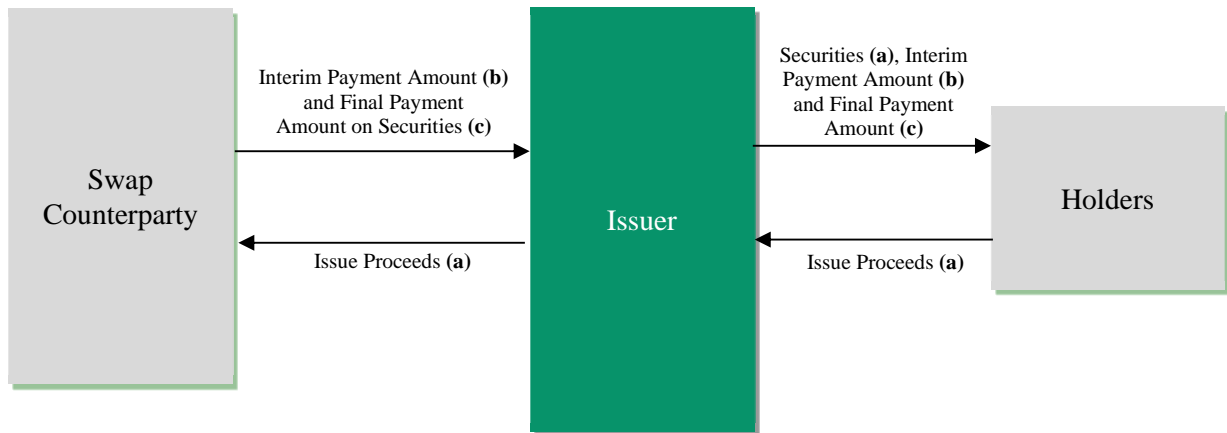 Swap
Counterparty
Interim Payment Amount (b)
and Final Payment
Amount on Securities (c)
Issue Proceeds (a)
Issuer
Securities (a), Interim
Payment Amount (b)
and Final Payment
Amount (c)
Issue Proceeds (a)
Holders